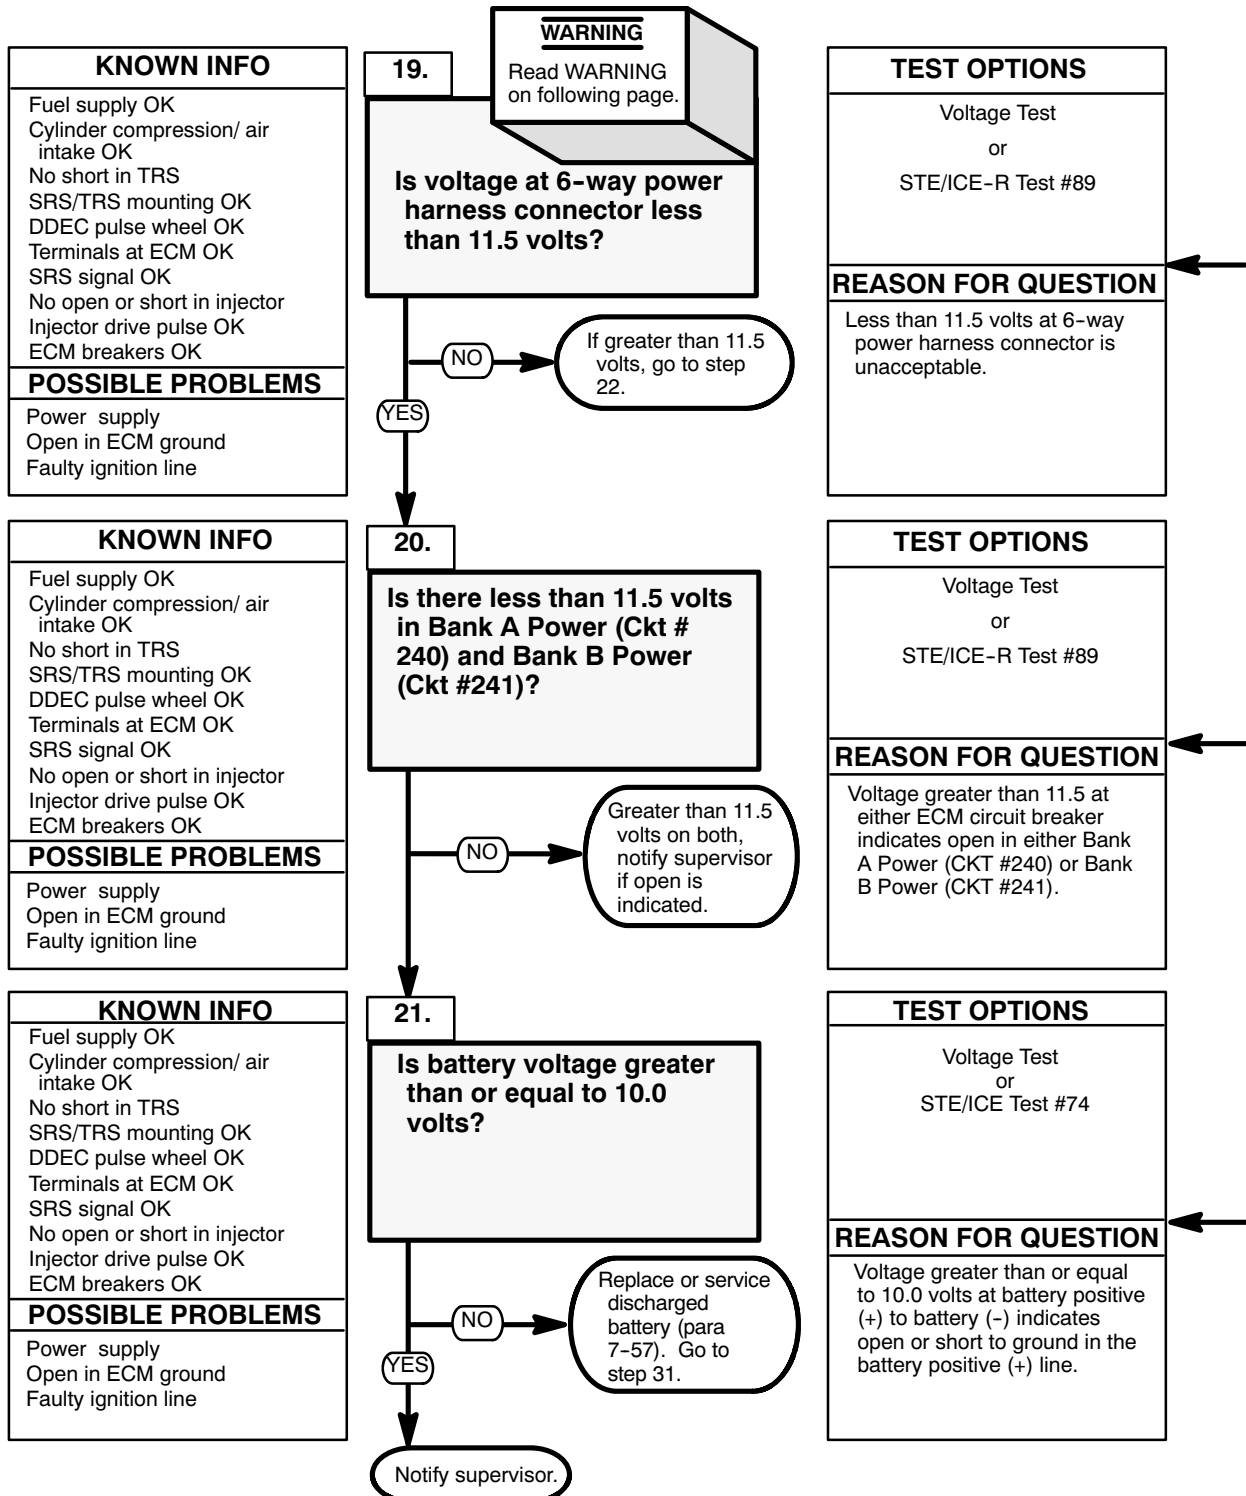 KNOWN INFO
Fuel supply OK
Cylinder compression/ air
intake OK
No short in TRS
SRS/TRS mounting OK
DDEC pulse wheel OK
Terminals at ECM OK
SRS signal OK
No open or short in injector
Injector drive pulse OK
ECM breakers OK
POSSIBLE PROBLEMS
Power supply
Open in ECM ground
Faulty ignition line
19.
WARNING
Read WARNING
on following page.
Is voltage at 6-way power
harness connector less
than 11.5 volts?
NO
If greater than 11.5
volts, go to step
22.
YES
TEST OPTIONS
Voltage Test
or
STE/ICE-R Test #89
REASON FOR QUESTION
Less than 11.5 volts at 6-way
power harness connector is
unacceptable.
KNOWN INFO
Fuel supply OK
Cylinder compression/ air
intake OK
No short in TRS
SRS/TRS mounting OK
DDEC pulse wheel OK
Terminals at ECM OK
SRS signal OK
No open or short in injector
Injector drive pulse OK
ECM breakers OK
POSSIBLE PROBLEMS
Power supply
Open in ECM ground
Faulty ignition line
20.
Is there less than 11.5 volts
in Bank A Power (Ckt #
240) and Bank B Power
(Ckt #241)?
NO
Greater than 11.5
volts on both,
notify supervisor
if open is
indicated.
TEST OPTIONS
Voltage Test
or
STE/ICE-R Test #89
REASON FOR QUESTION
Voltage greater than 11.5 at
either ECM circuit breaker
indicates open in either Bank
A Power (CKT #240) or Bank
B Power (CKT #241).
KNOWN INFO
Fuel supply OK
Cylinder compression/ air
intake OK
No short in TRS
SRS/TRS mounting OK
DDEC pulse wheel OK
Terminals at ECM OK
SRS signal OK
No open or short in injector
Injector drive pulse OK
ECM breakers OK
POSSIBLE PROBLEMS
Power supply
Open in ECM ground
Faulty ignition line
21.
Is battery voltage greater
than or equal to 10.0
volts?
NO
Replace or service
discharged
battery (para
7-57). Go to
step 31.
YES
Notify supervisor.
TEST OPTIONS
Voltage Test
or
STE/ICE Test #74
REASON FOR QUESTION
Voltage greater than or equal
to 10.0 volts at battery positive
(+) to battery (-) indicates
open or short to ground in the
battery positive (+) line.